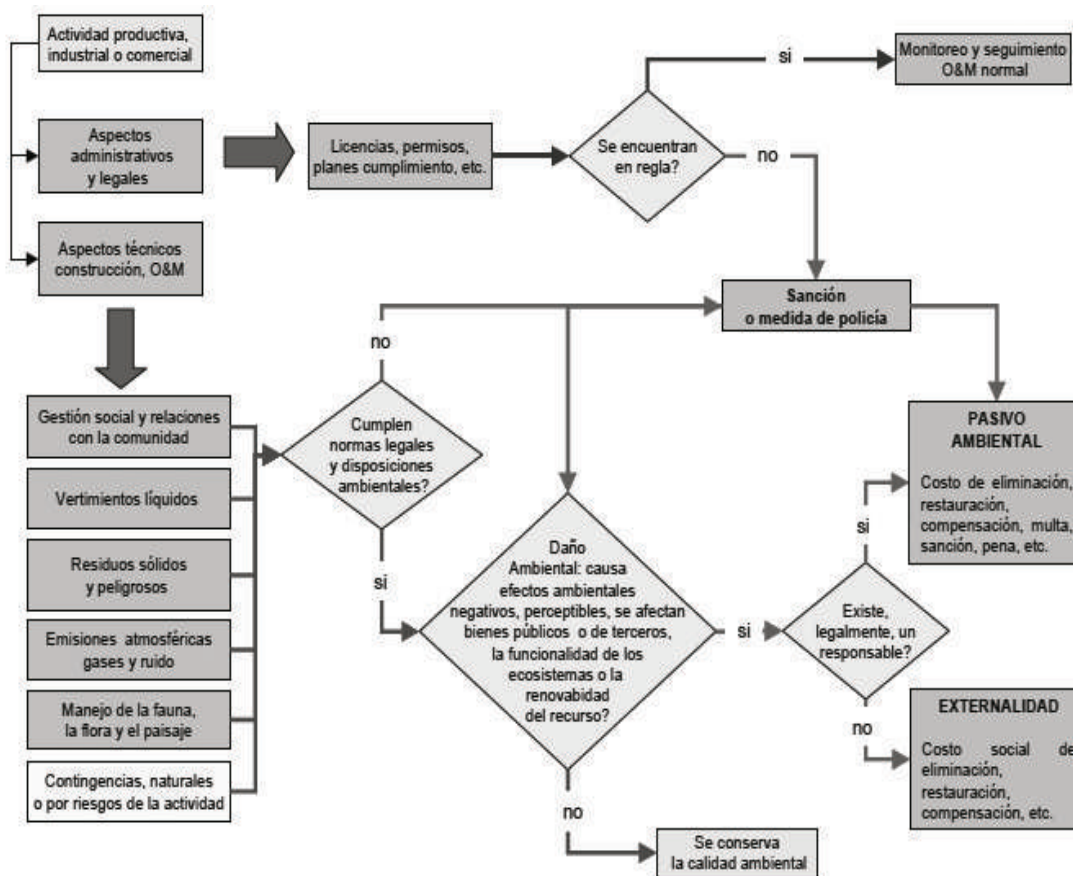 Actividad productiva,
industrial o comercial
Aspectos
administrativos
y legales
Aspectos técnicos
construcción, O&M
Licencias, permisos,
planes cumplimiento, etc.
Se encuentran
en regla?
si
Monitoreo y seguimiento
O&M normal
no
Sanción
o medida de policía
Gestión social y relaciones
con la comunidad
Vertimientos líquidos
Residuos sólidos
y peligrosos
Emisiones atmosféricas
gases y ruido
Manejo de la fauna,
la flora y el paisaje
Contingencias, naturales
o por riesgos de la actividad
no
Cumplen
normas legales
y disposiciones
ambientales?
si
Daño
Ambiental: causa
efectos ambientales
negativos, perceptibles, se afectan
bienes públicos o de terceros,
la funcionalidad de los
ecosistemas o la
renovabidad
del recurso?
no
Se conserva
la calidad ambiental
si
Existe,
legalmente, un
responsable?
si
PASIVO
AMBIENTAL
Costo de eliminación,
restauración,
compensación, multa,
sanción, pena, etc.
no
EXTERNALIDAD
Costo social de
eliminación,
restauración,
compensación, etc.